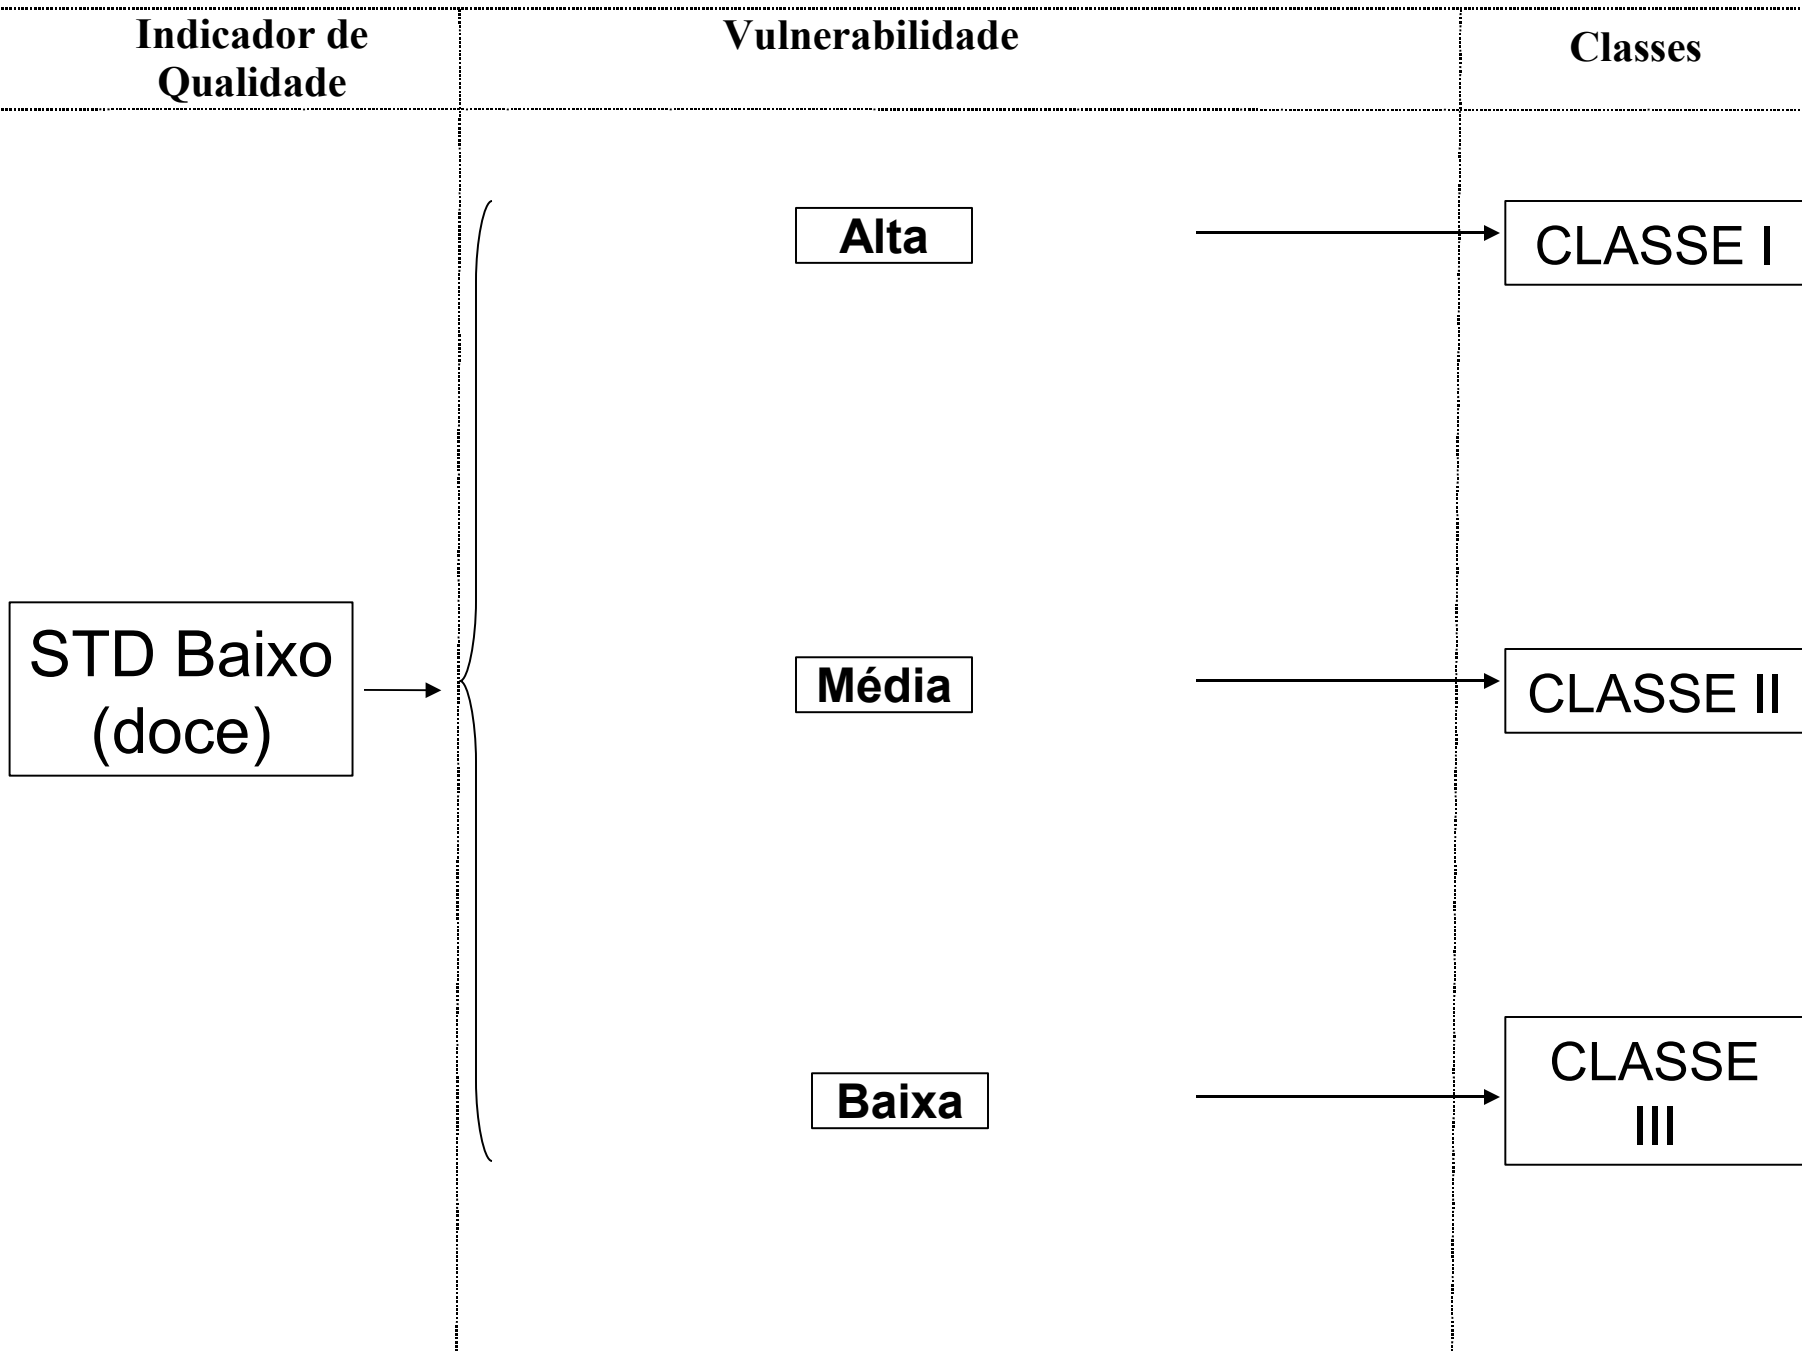 Indicador de
Qualidade
Vulnerabilidade
Classes
Alta
CLASSE I
STD Baixo
(doce)
Média
CLASSE II
Baixa
CLASSE
III